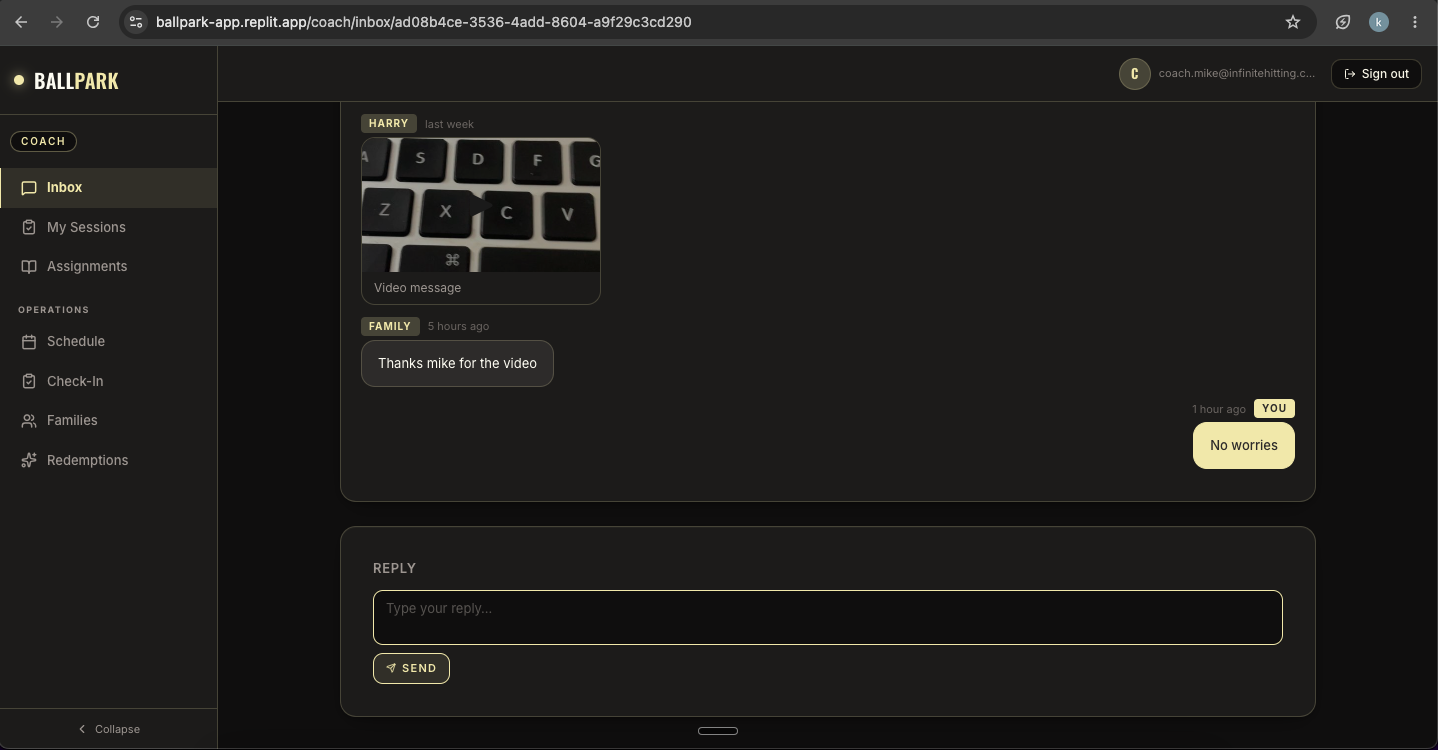 ballpark-app.replit.app/coach/inbox/ad08b4ce-3536-4add-8604-a9f29c3cd290
k
BALLPARK
C
coach.mike@infinitehitting.c...
Sign out
COACH
Inbox
My Sessions
Assignments
OPERATIONS
Schedule
Check-In
Families
Redemptions
Collapse
HARRY last week
A S D F G
Z X C V
⌘
Video message
FAMILY 5 hours ago
Thanks mike for the video
1 hour ago YOU
No worries
REPLY
Type your reply...
SEND